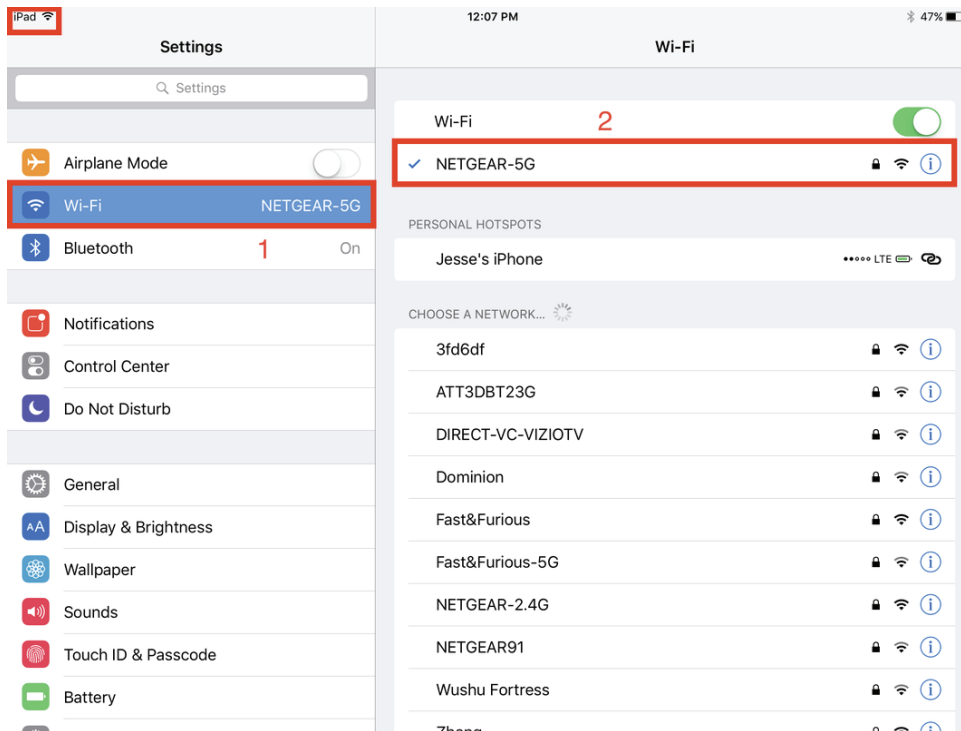 iPad 12:07 PM 47%
Settings
Wi-Fi
Settings
Airplane Mode
Wi-Fi NETGEAR-5G
Bluetooth 1 On
Notifications
Control Center
Do Not Disturb
General
AA Display & Brightness
Wallpaper
Sounds
Touch ID & Passcode
Battery
Wi-Fi 2
NETGEAR-5G
PERSONAL HOTSPOTS
Jesse's iPhone LTE
CHOOSE A NETWORK...
3fd6df
ATT3DBT23G
DIRECT-VC-VIZIOTV
Dominion
Fast&Furious
Fast&Furious-5G
NETGEAR-2.4G
NETGEAR91
Wushu Fortress